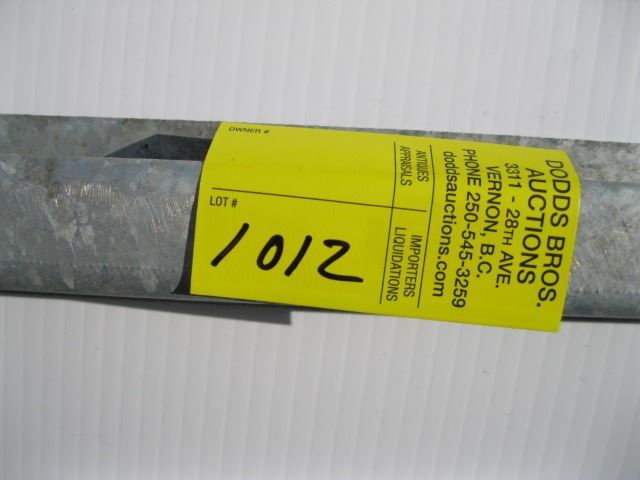 OWNER #
LOT #
1012
ANTIQUES
APPRAISALS
IMPORTERS
LIQUIDATIONS
DODDS BROS.
AUCTIONS
3311 - 28TH AVE.
VERNON, B.C.
PHONE 250-545-3259
doddsauctions.com